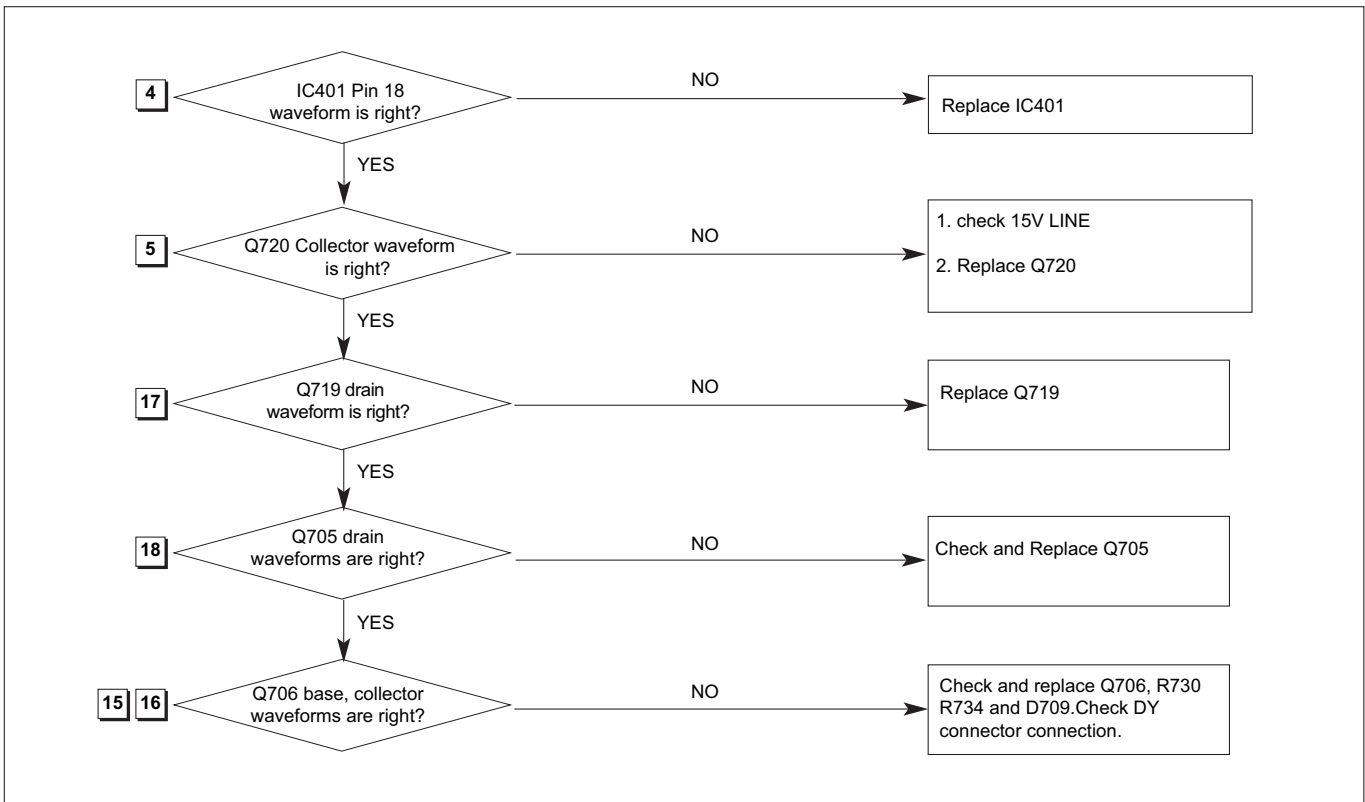 4
IC401 Pin 18
waveform is right?
NO
Replace IC401
YES
5
Q720 Collector waveform
is right?
NO
1. check 15V LINE
2. Replace Q720
YES
17
Q719 drain
waveform is right?
NO
Replace Q719
YES
18
Q705 drain
waveforms are right?
NO
Check and Replace Q705
YES
15 16
Q706 base, collector
waveforms are right?
NO
Check and replace Q706, R730
R734 and D709.Check DY
connector connection.